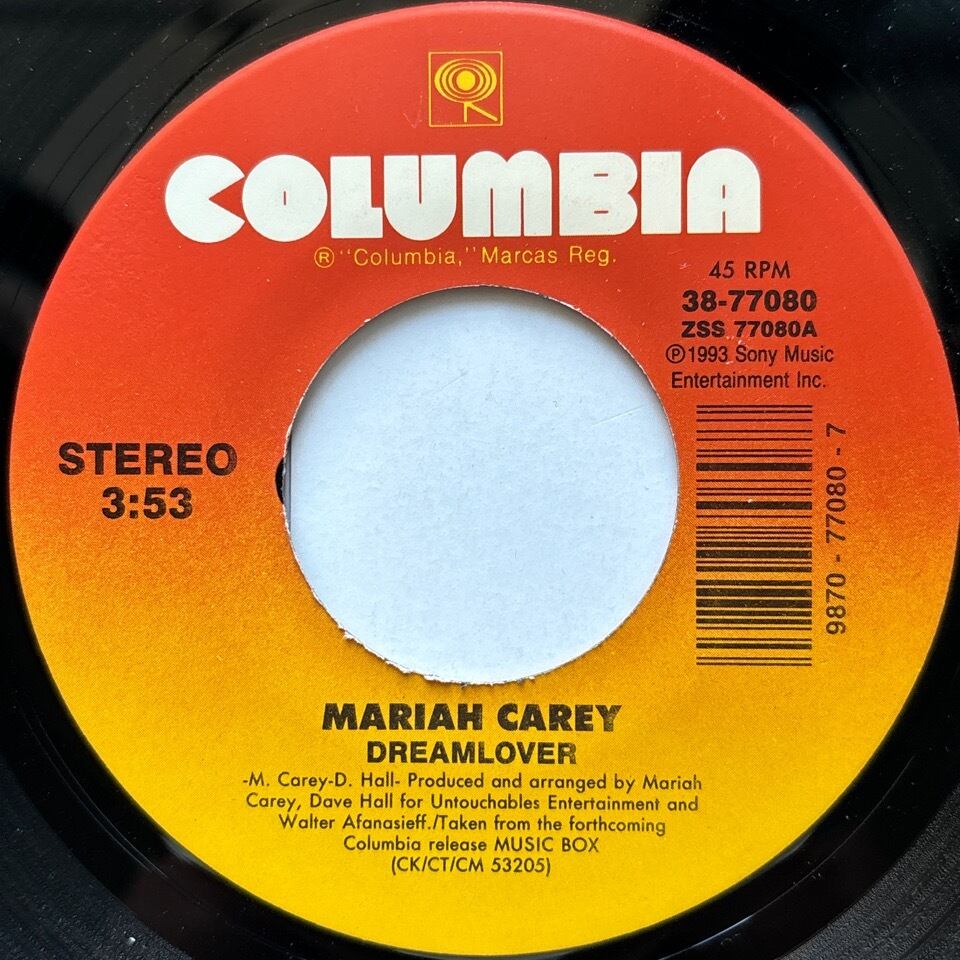 COLUMBIA
® "Columbia," Marcas Reg.
45 RPM
38-77080
ZSS 77080A
℗1993 Sony Music
Entertainment Inc.
STEREO
3:53
9870 - 77080 - 7
MARIAH CAREY
DREAMLOVER
-M. Carey-D. Hall- Produced and arranged by Mariah
Carey, Dave Hall for Untouchables Entertainment and
Walter Afanasieff./Taken from the forthcoming
Columbia release MUSIC BOX
(CK/CT/CM 53205)